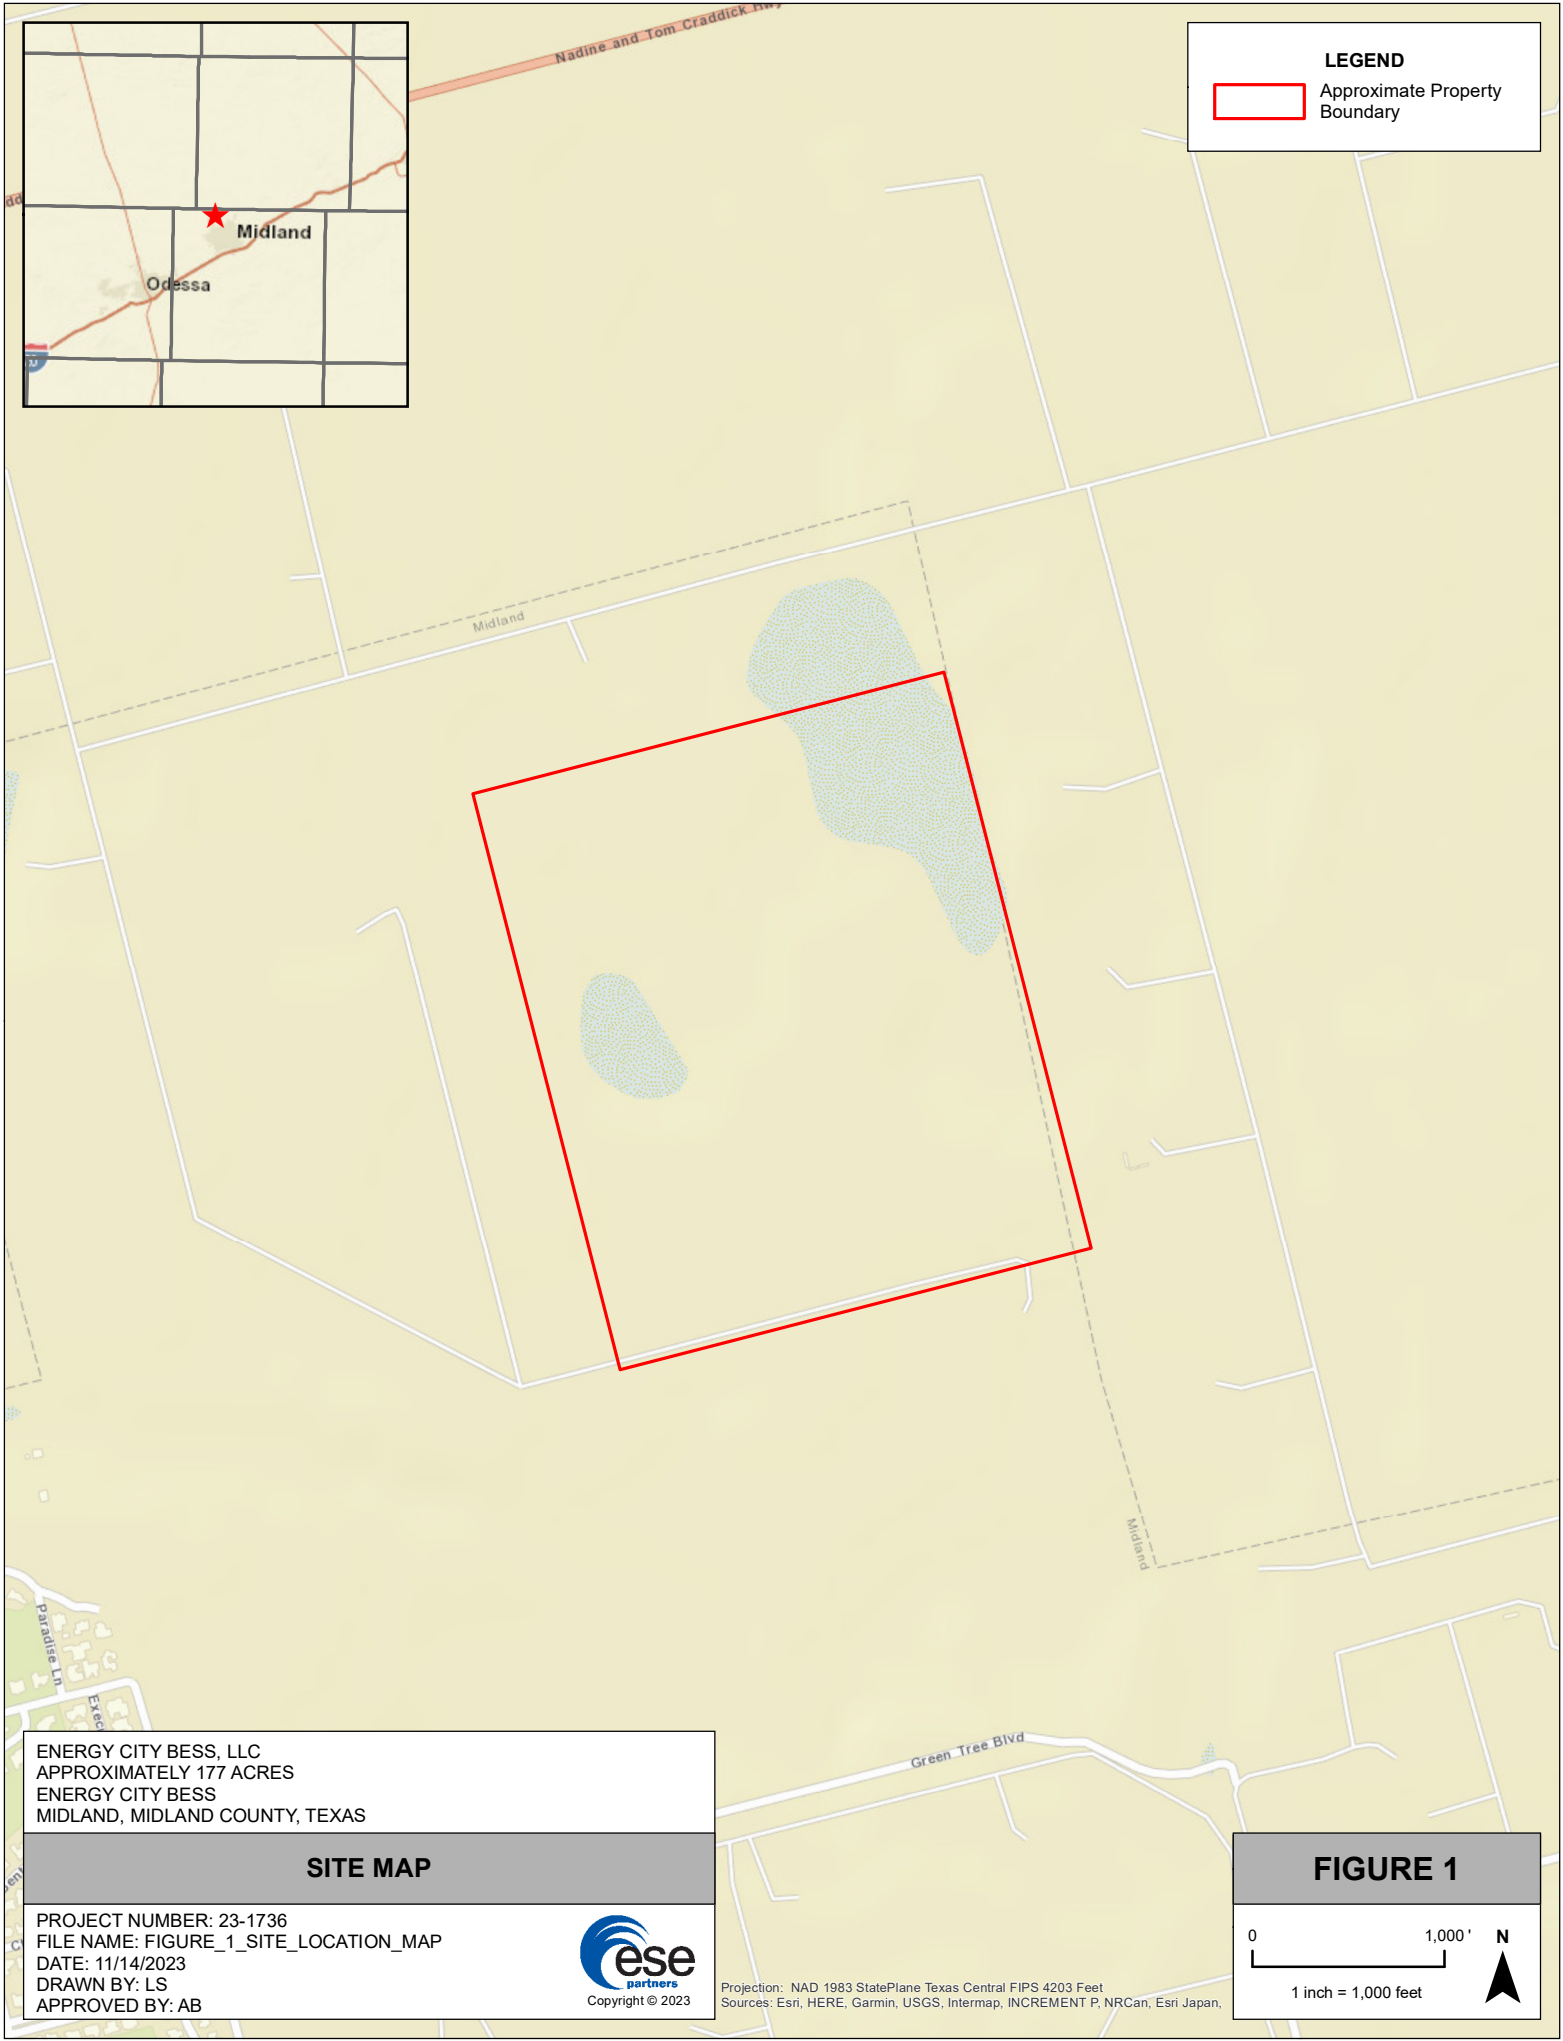 Nadine and Tom Craddick Hwy
LEGEND
Approximate Property
Boundary
Midland
Odessa
Midland
Midland
Paradise Ln
Green Tree Blvd
ENERGY CITY BESS, LLC
APPROXIMATELY 177 ACRES
ENERGY CITY BESS
MIDLAND, MIDLAND COUNTY, TEXAS
SITE MAP
PROJECT NUMBER: 23-1736
FILE NAME: FIGURE_1_SITE_LOCATION_MAP
DATE: 11/14/2023
DRAWN BY: LS
APPROVED BY: AB
ese
partners
Copyright © 2023
Projection: NAD 1983 StatePlane Texas Central FIPS 4203 Feet
Sources: Esri, HERE, Garmin, USGS, Intermap, INCREMENT P, NRCan, Esri Japan,
FIGURE 1
0 1,000 '
N
1 inch = 1,000 feet